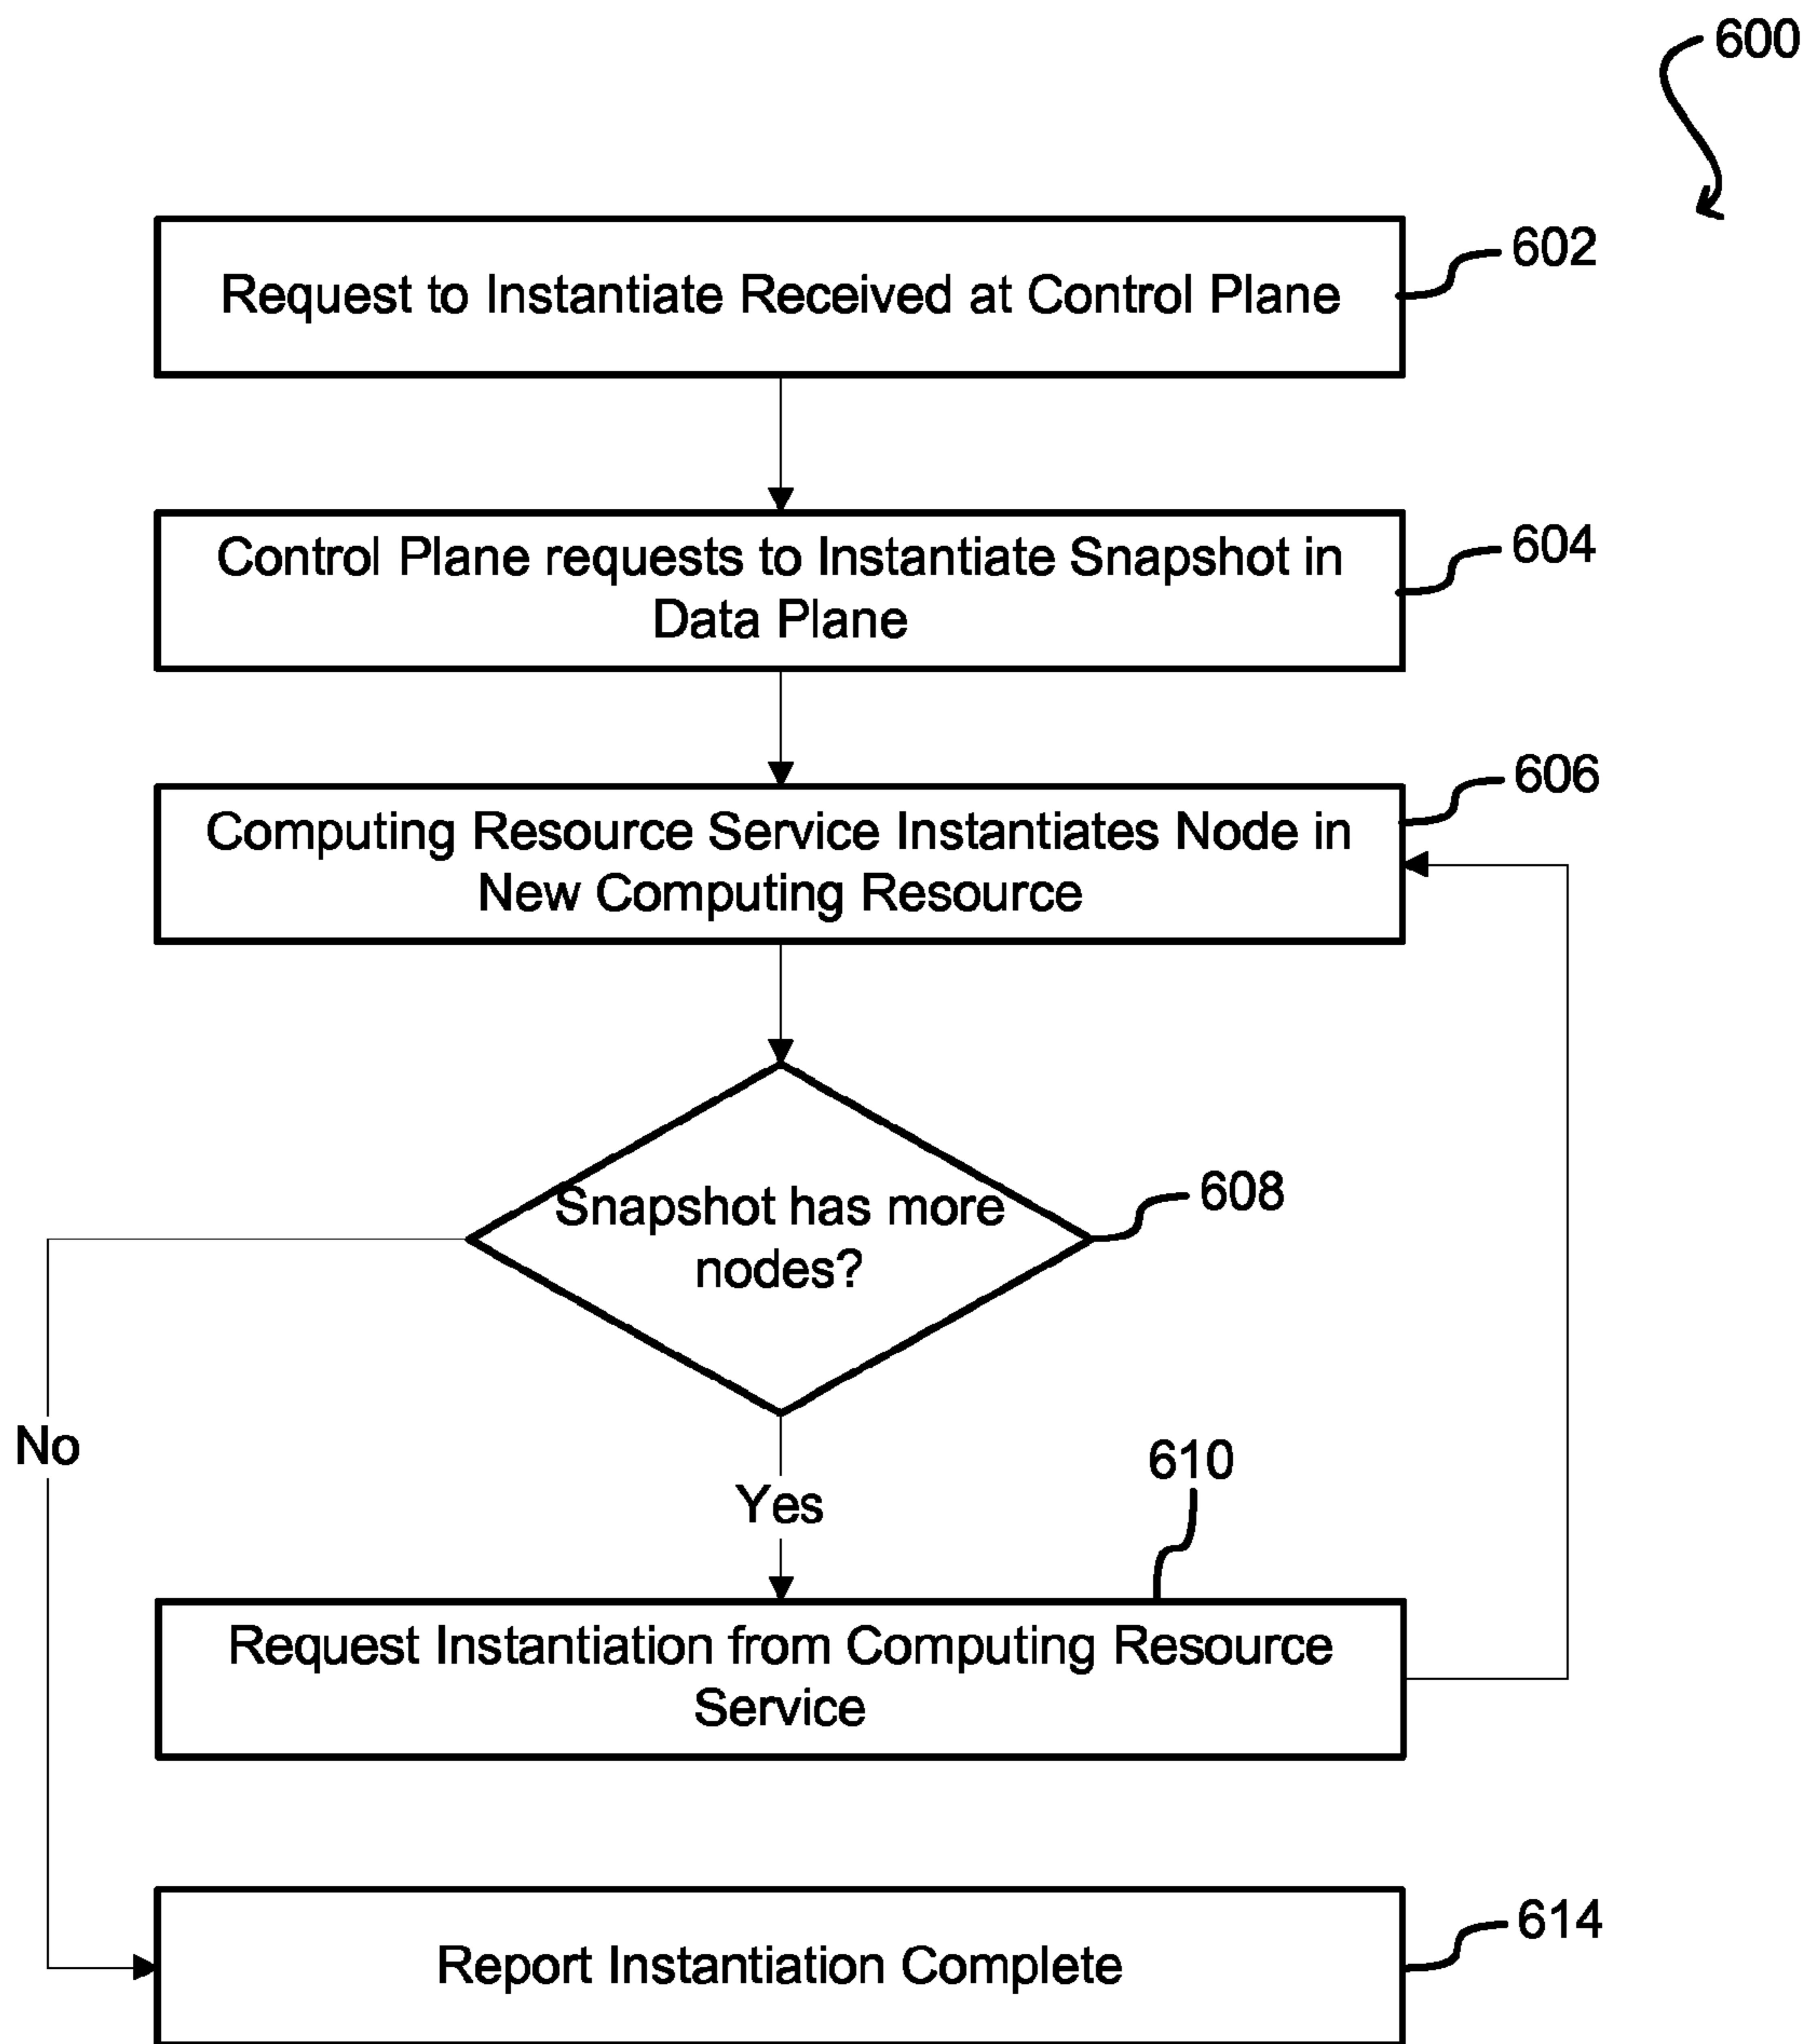 600
Request to Instantiate Received at Control Plane
602
Control Plane requests to Instantiate Snapshot in
Data Plane
604
Computing Resource Service Instantiates Node in
New Computing Resource
606
Snapshot has more
nodes?
608
No
Yes
610
Request Instantiation from Computing Resource
Service
Report Instantiation Complete
614